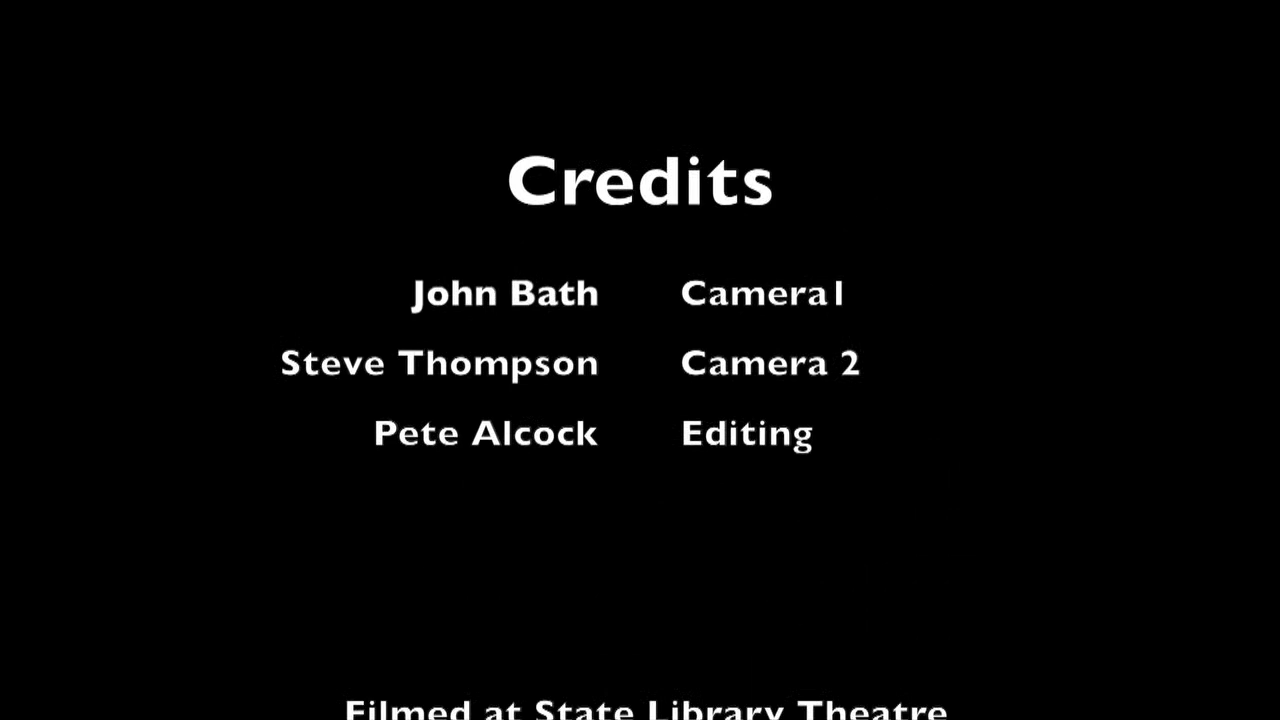 Credits
John Bath Camera1
Steve Thompson Camera 2
Pete Alcock Editing
Filmed at State Library Theatre